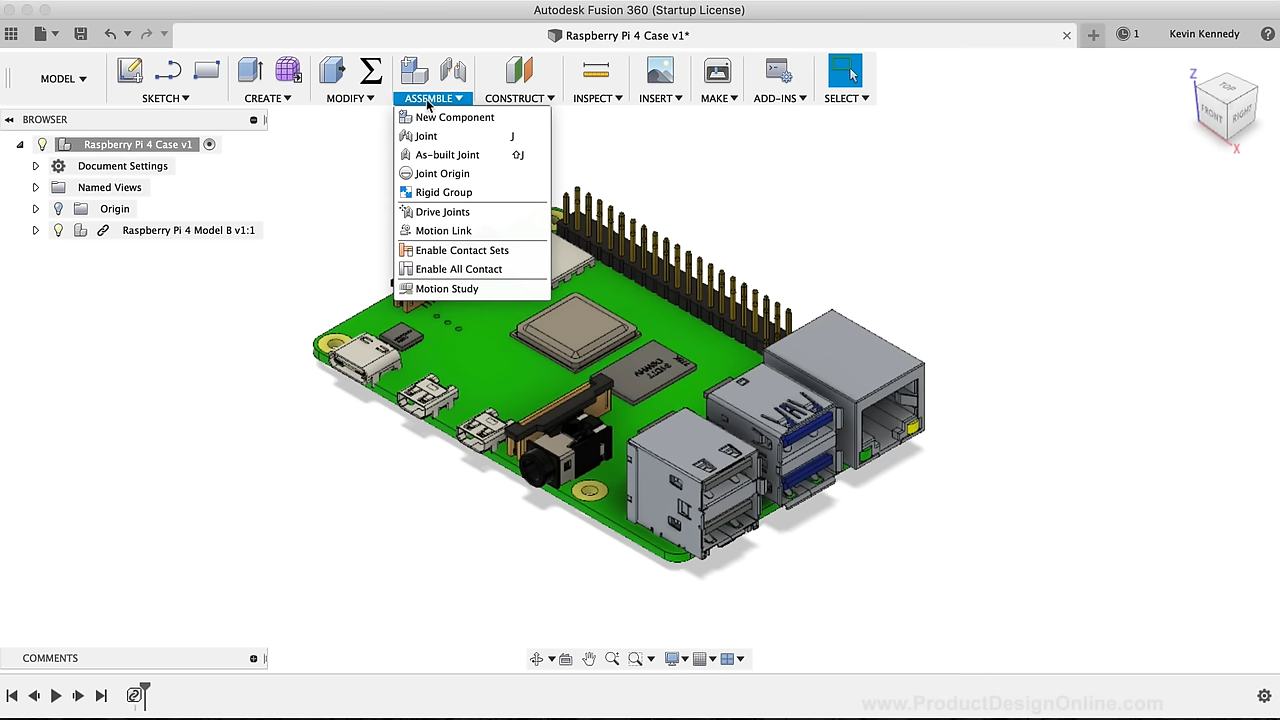 Autodesk Fusion 360 (Startup License)
Raspberry Pi 4 Case v1*
1
Kevin Kennedy
MODEL
SKETCH
CREATE
MODIFY
ASSEMBLE
CONSTRUCT
INSPECT
INSERT
MAKE
ADD-INS
SELECT
BROWSER
Raspberry Pi 4 Case v1
Document Settings
Named Views
Origin
Raspberry Pi 4 Model B v1:1
New Component
Joint J
As-built Joint ⇧J
Joint Origin
Rigid Group
Drive Joints
Motion Link
Enable Contact Sets
Enable All Contact
Motion Study
Z
TOP
FRONT
RIGHT
X
COMMENTS
www.ProductDesignOnline.com